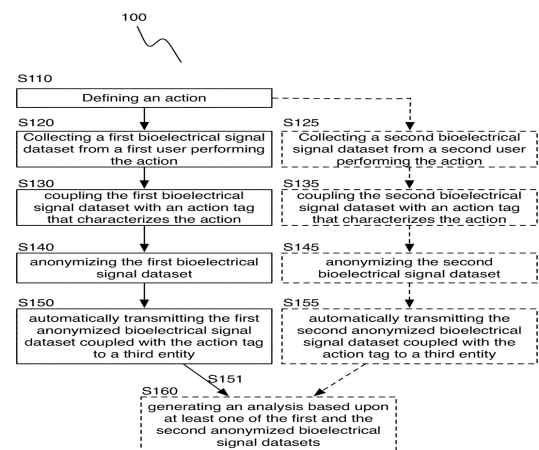 100
S110
Defining an action
S120
Collecting a first bioelectrical signal
dataset from a first user performing
the action
S125
Collecting a second bioelectrical
signal dataset from a second user
performing the action
S130
coupling the first bioelectrical
signal dataset with an action tag
that characterizes the action
S135
coupling the second bioelectrical
signal dataset with an action tag
that characterizes the action
S140
anonymizing the first bioelectrical
signal dataset
S145
anonymizing the second
bioelectrical signal dataset
S150
automatically transmitting the first
anonymized bioelectrical signal
dataset coupled with the action tag
to a third entity
S155
automatically transmitting the
second anonymized bioelectrical
signal dataset coupled with the
action tag to a third entity
S151
S160
generating an analysis based upon
at least one of the first and the
second anonymized bioelectrical
signal datasets